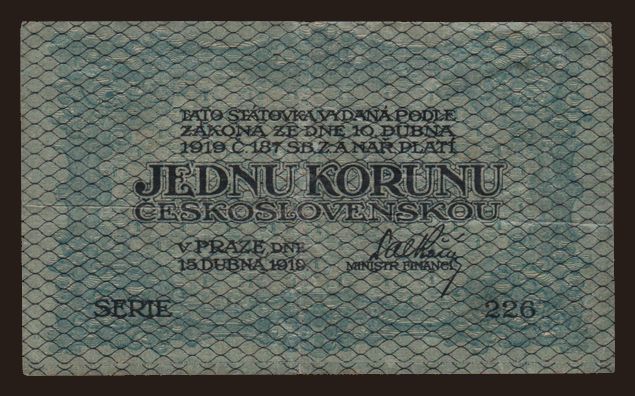 TATO STÁTOVKA VYDANÁ PODLE
ZÁKONA ZE DNE 10. DUBNA
1919 Č. 187 SB. Z. A NAŘ. PLATÍ
JEDNU KORUNU
ČESKOSLOVENSKOU
V PRAZE DNE
15. DUBNA 1919.
MINISTR FINANCÍ
SERIE 226